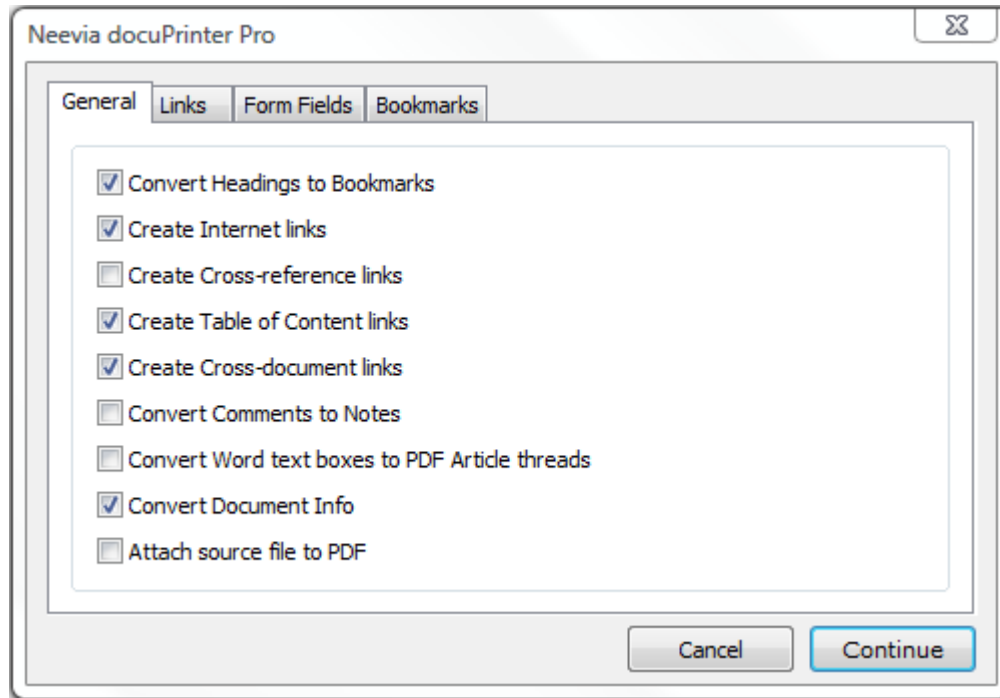 Neevia docuPrinter Pro
General Links Form Fields Bookmarks
Convert Headings to Bookmarks
Create Internet links
Create Cross-reference links
Create Table of Content links
Create Cross-document links
Convert Comments to Notes
Convert Word text boxes to PDF Article threads
Convert Document Info
Attach source file to PDF
Cancel Continue